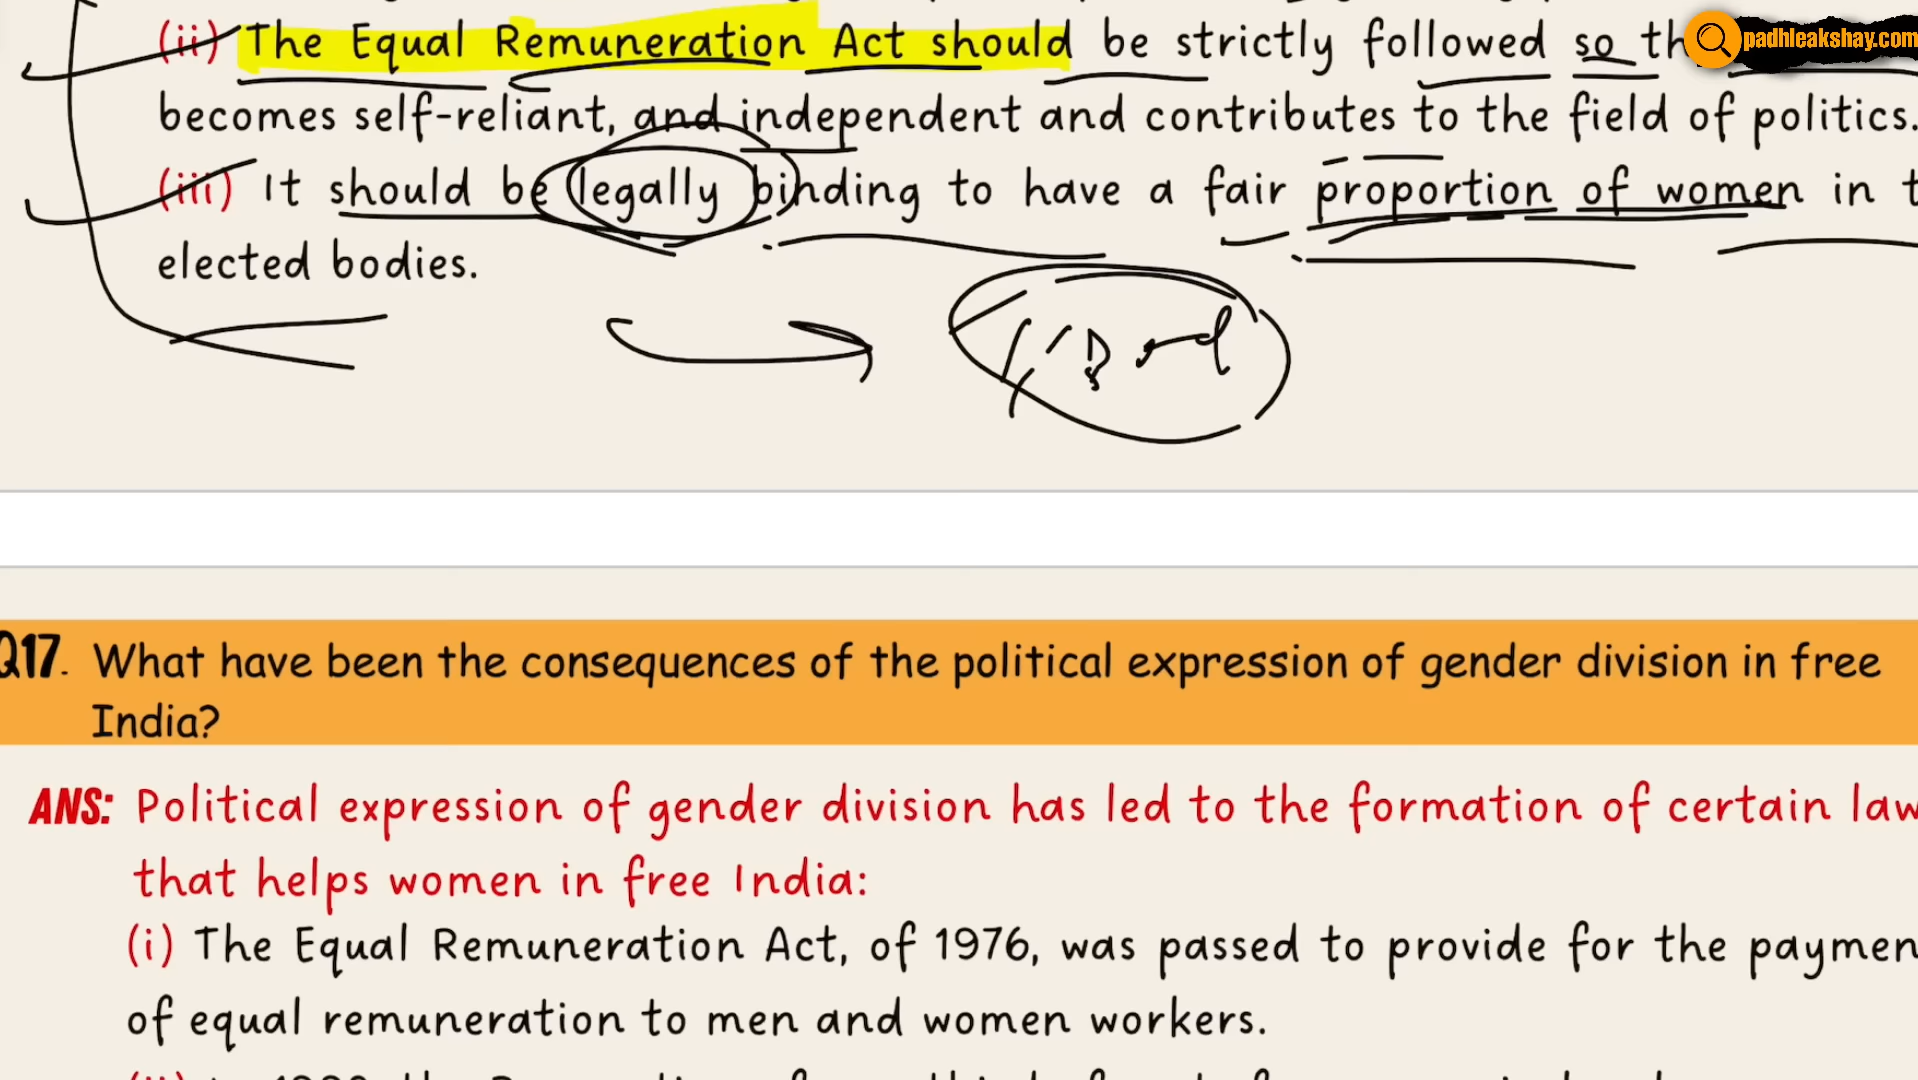 (ii) The Equal Remuneration Act should be strictly followed so
padhleakshay.com
becomes self-reliant, and independent and contributes to the field of politics.
(iii) It should be legally binding to have a fair proportion of women in
elected bodies.
Q17. What have been the consequences of the political expression of gender division in free
India?
ANS: Political expression of gender division has led to the formation of certain law
that helps women in free India:
(i) The Equal Remuneration Act, of 1976, was passed to provide for the paymen
of equal remuneration to men and women workers.